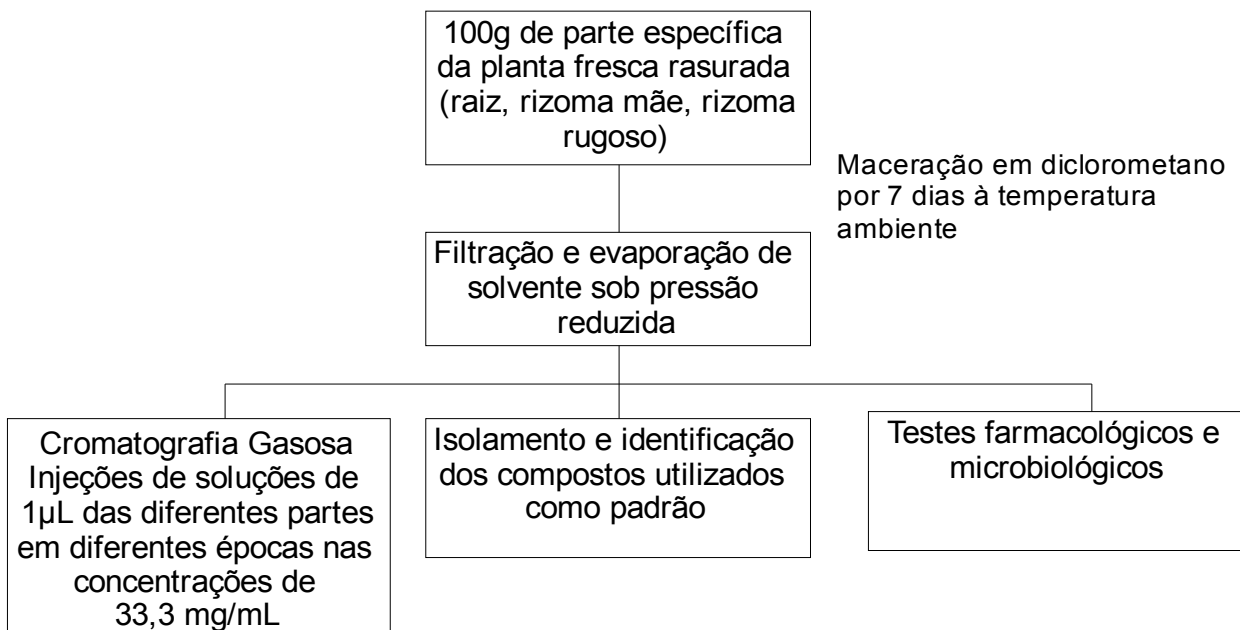 100g de parte específica
da planta fresca rasurada
(raiz, rizoma mãe, rizoma
rugoso)
Maceração em diclorometano
por 7 dias à temperatura
ambiente
Filtração e evaporação de
solvente sob pressão
reduzida
Cromatografia Gasosa
Injeções de soluções de
1µL das diferentes partes
em diferentes épocas nas
concentrações de
33,3 mg/mL
Isolamento e identificação
dos compostos utilizados
como padrão
Testes farmacológicos e
microbiológicos